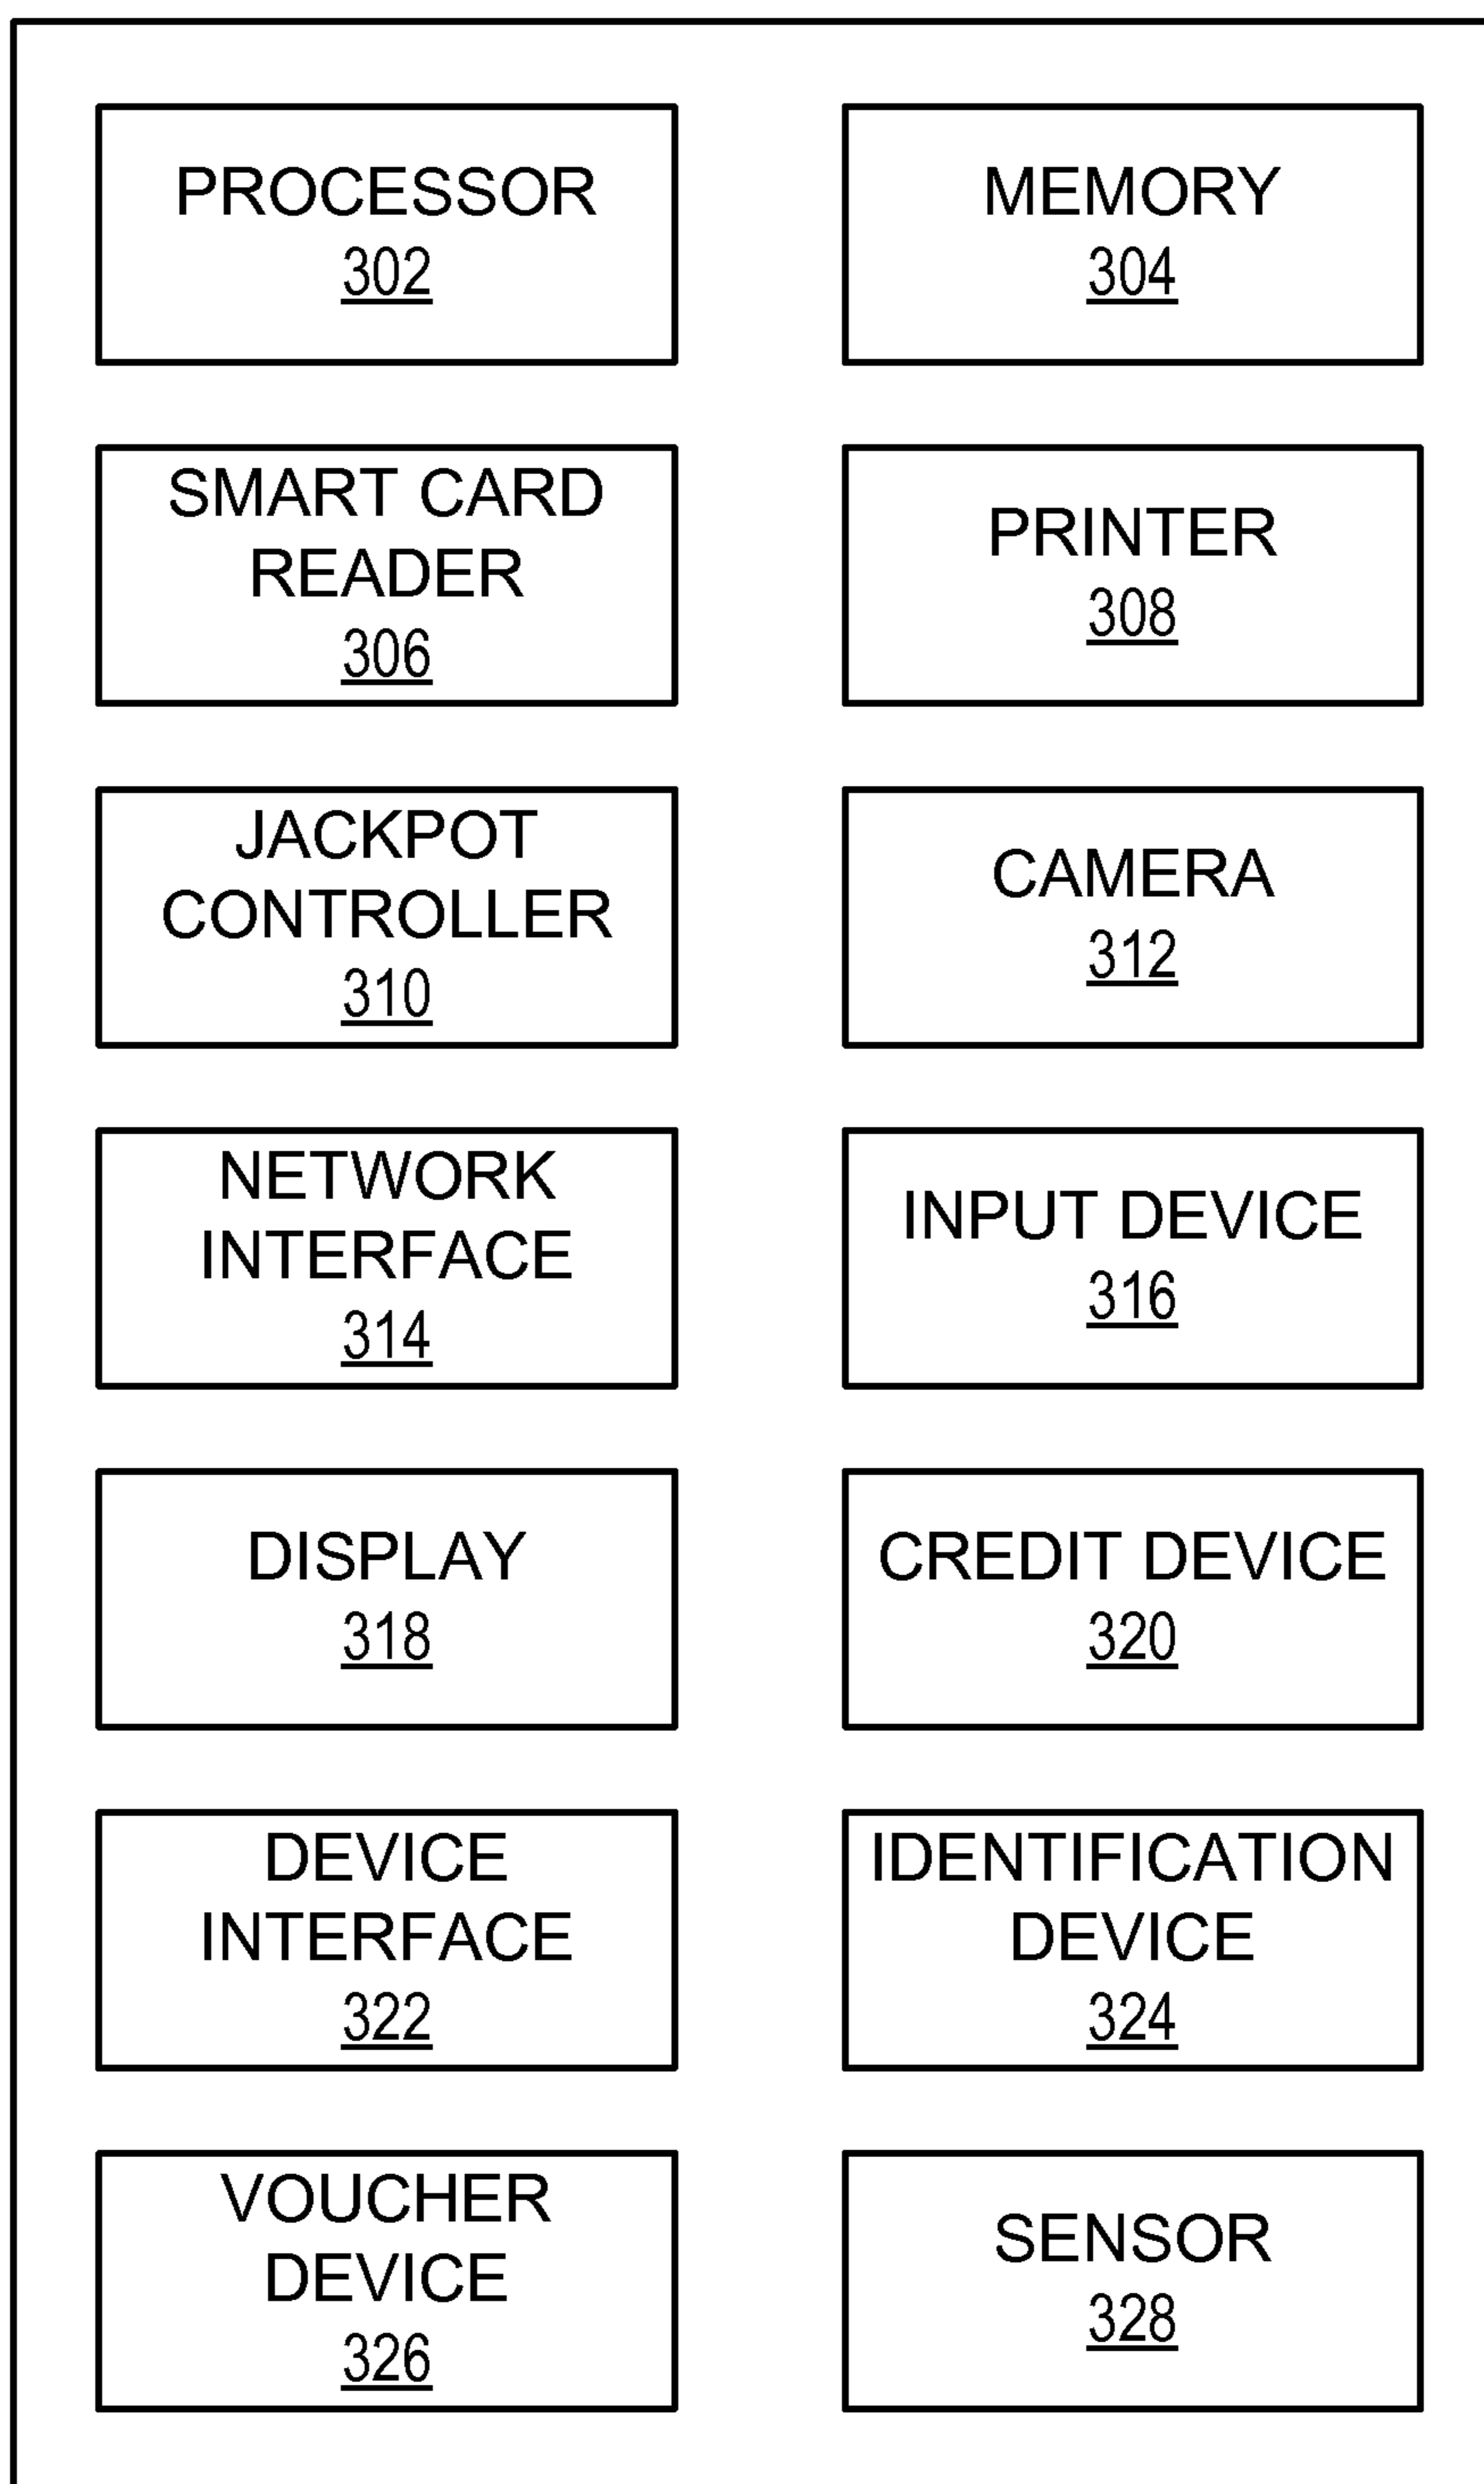 PROCESSOR
302
MEMORY
304
SMART CARD
READER
306
PRINTER
308
JACKPOT
CONTROLLER
310
CAMERA
312
NETWORK
INTERFACE
314
INPUT DEVICE
316
DISPLAY
318
CREDIT DEVICE
320
DEVICE
INTERFACE
322
IDENTIFICATION
DEVICE
324
VOUCHER
DEVICE
326
SENSOR
328